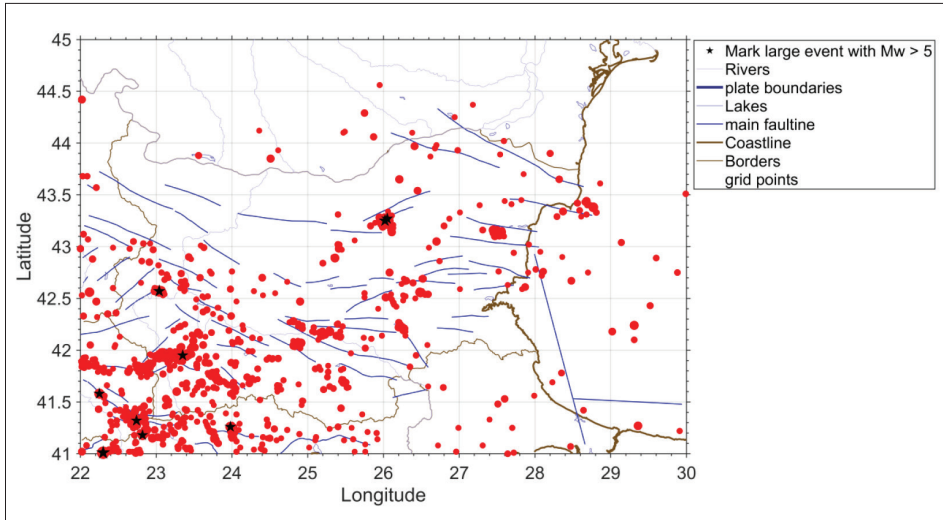 45
44.5
44
43.5
43
42.5
42
41.5
41
Latitude
22
23
24
25
26
27
28
29
30
Longitude
Mark large event with Mw > 5
Rivers
plate boundaries
Lakes
main faultine
Coastline
Borders
grid points